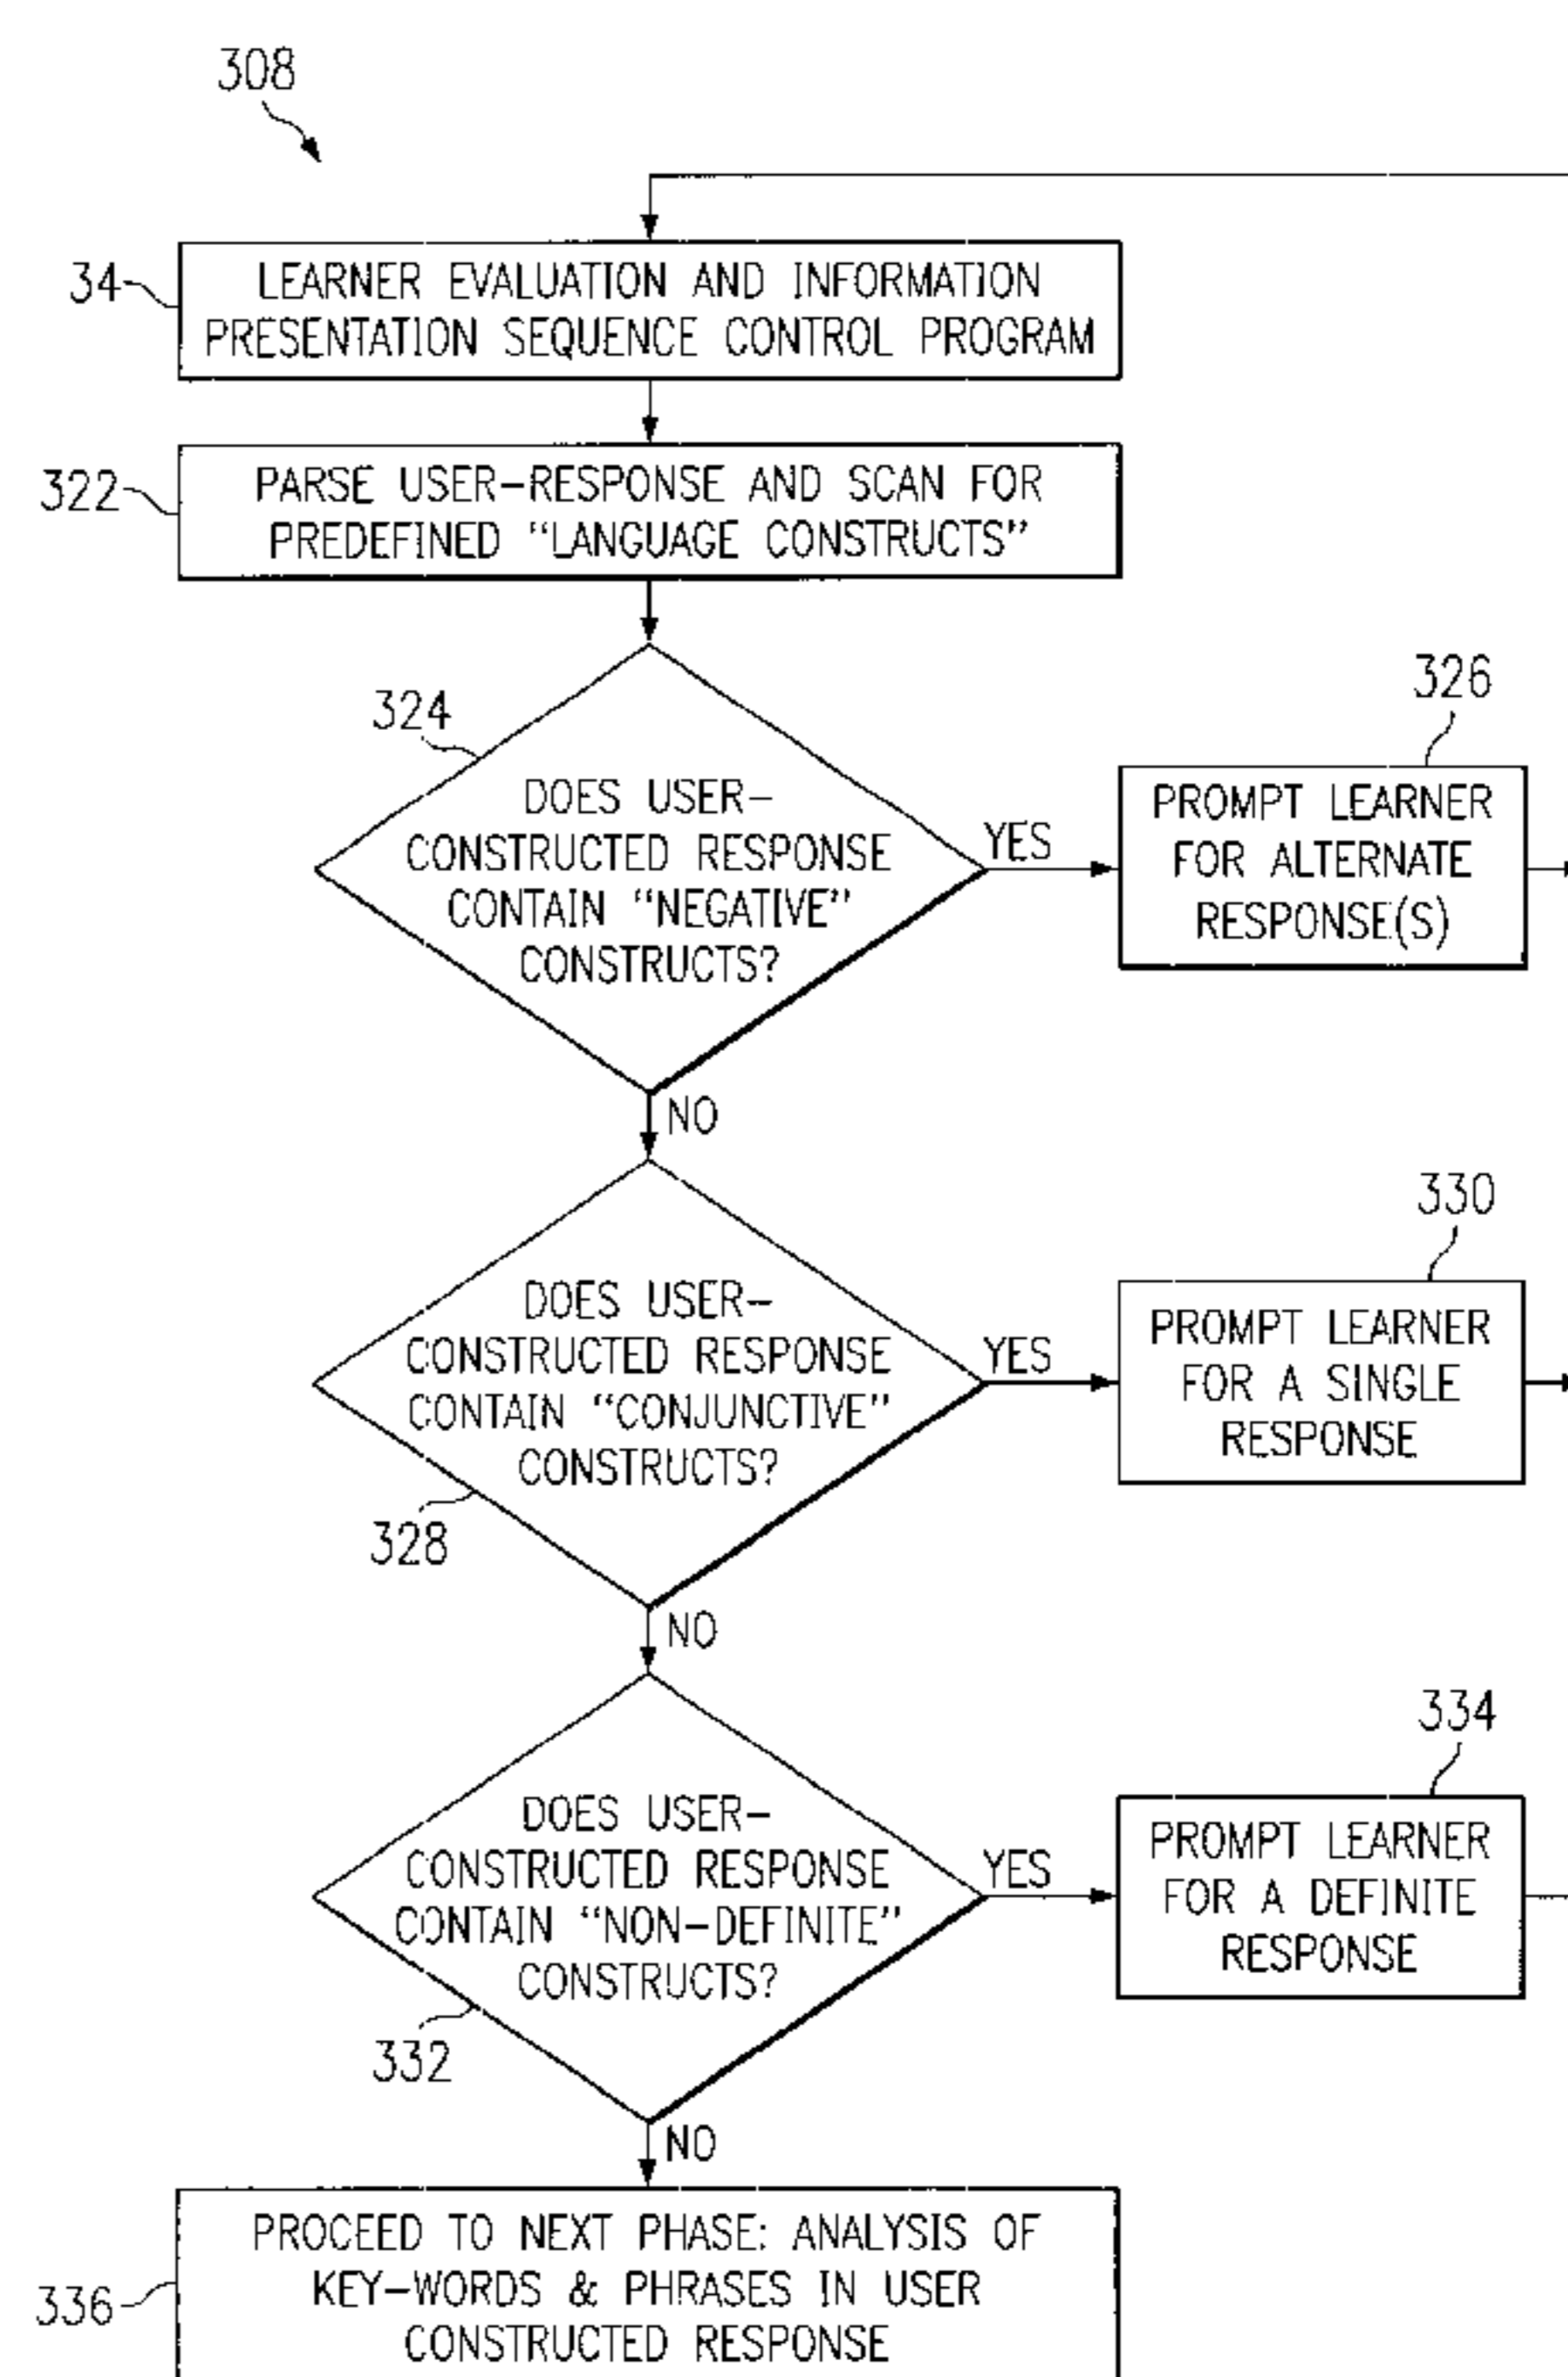 308
34
LEARNER EVALUATION AND INFORMATION
PRESENTATION SEQUENCE CONTROL PROGRAM
322
PARSE USER-RESPONSE AND SCAN FOR
PREDEFINED "LANGUAGE CONSTRUCTS"
324
DOES USER-
CONSTRUCTED RESPONSE
CONTAIN "NEGATIVE"
CONSTRUCTS?
YES
326
PROMPT LEARNER
FOR ALTERNATE
RESPONSE(S)
NO
DOES USER-
CONSTRUCTED RESPONSE
CONTAIN "CONJUNCTIVE"
CONSTRUCTS?
328
YES
330
PROMPT LEARNER
FOR A SINGLE
RESPONSE
NO
DOES USER-
CONSTRUCTED RESPONSE
CONTAIN "NON-DEFINITE"
CONSTRUCTS?
332
YES
334
PROMPT LEARNER
FOR A DEFINITE
RESPONSE
NO
336
PROCEED TO NEXT PHASE: ANALYSIS OF
KEY-WORDS & PHRASES IN USER
CONSTRUCTED RESPONSE